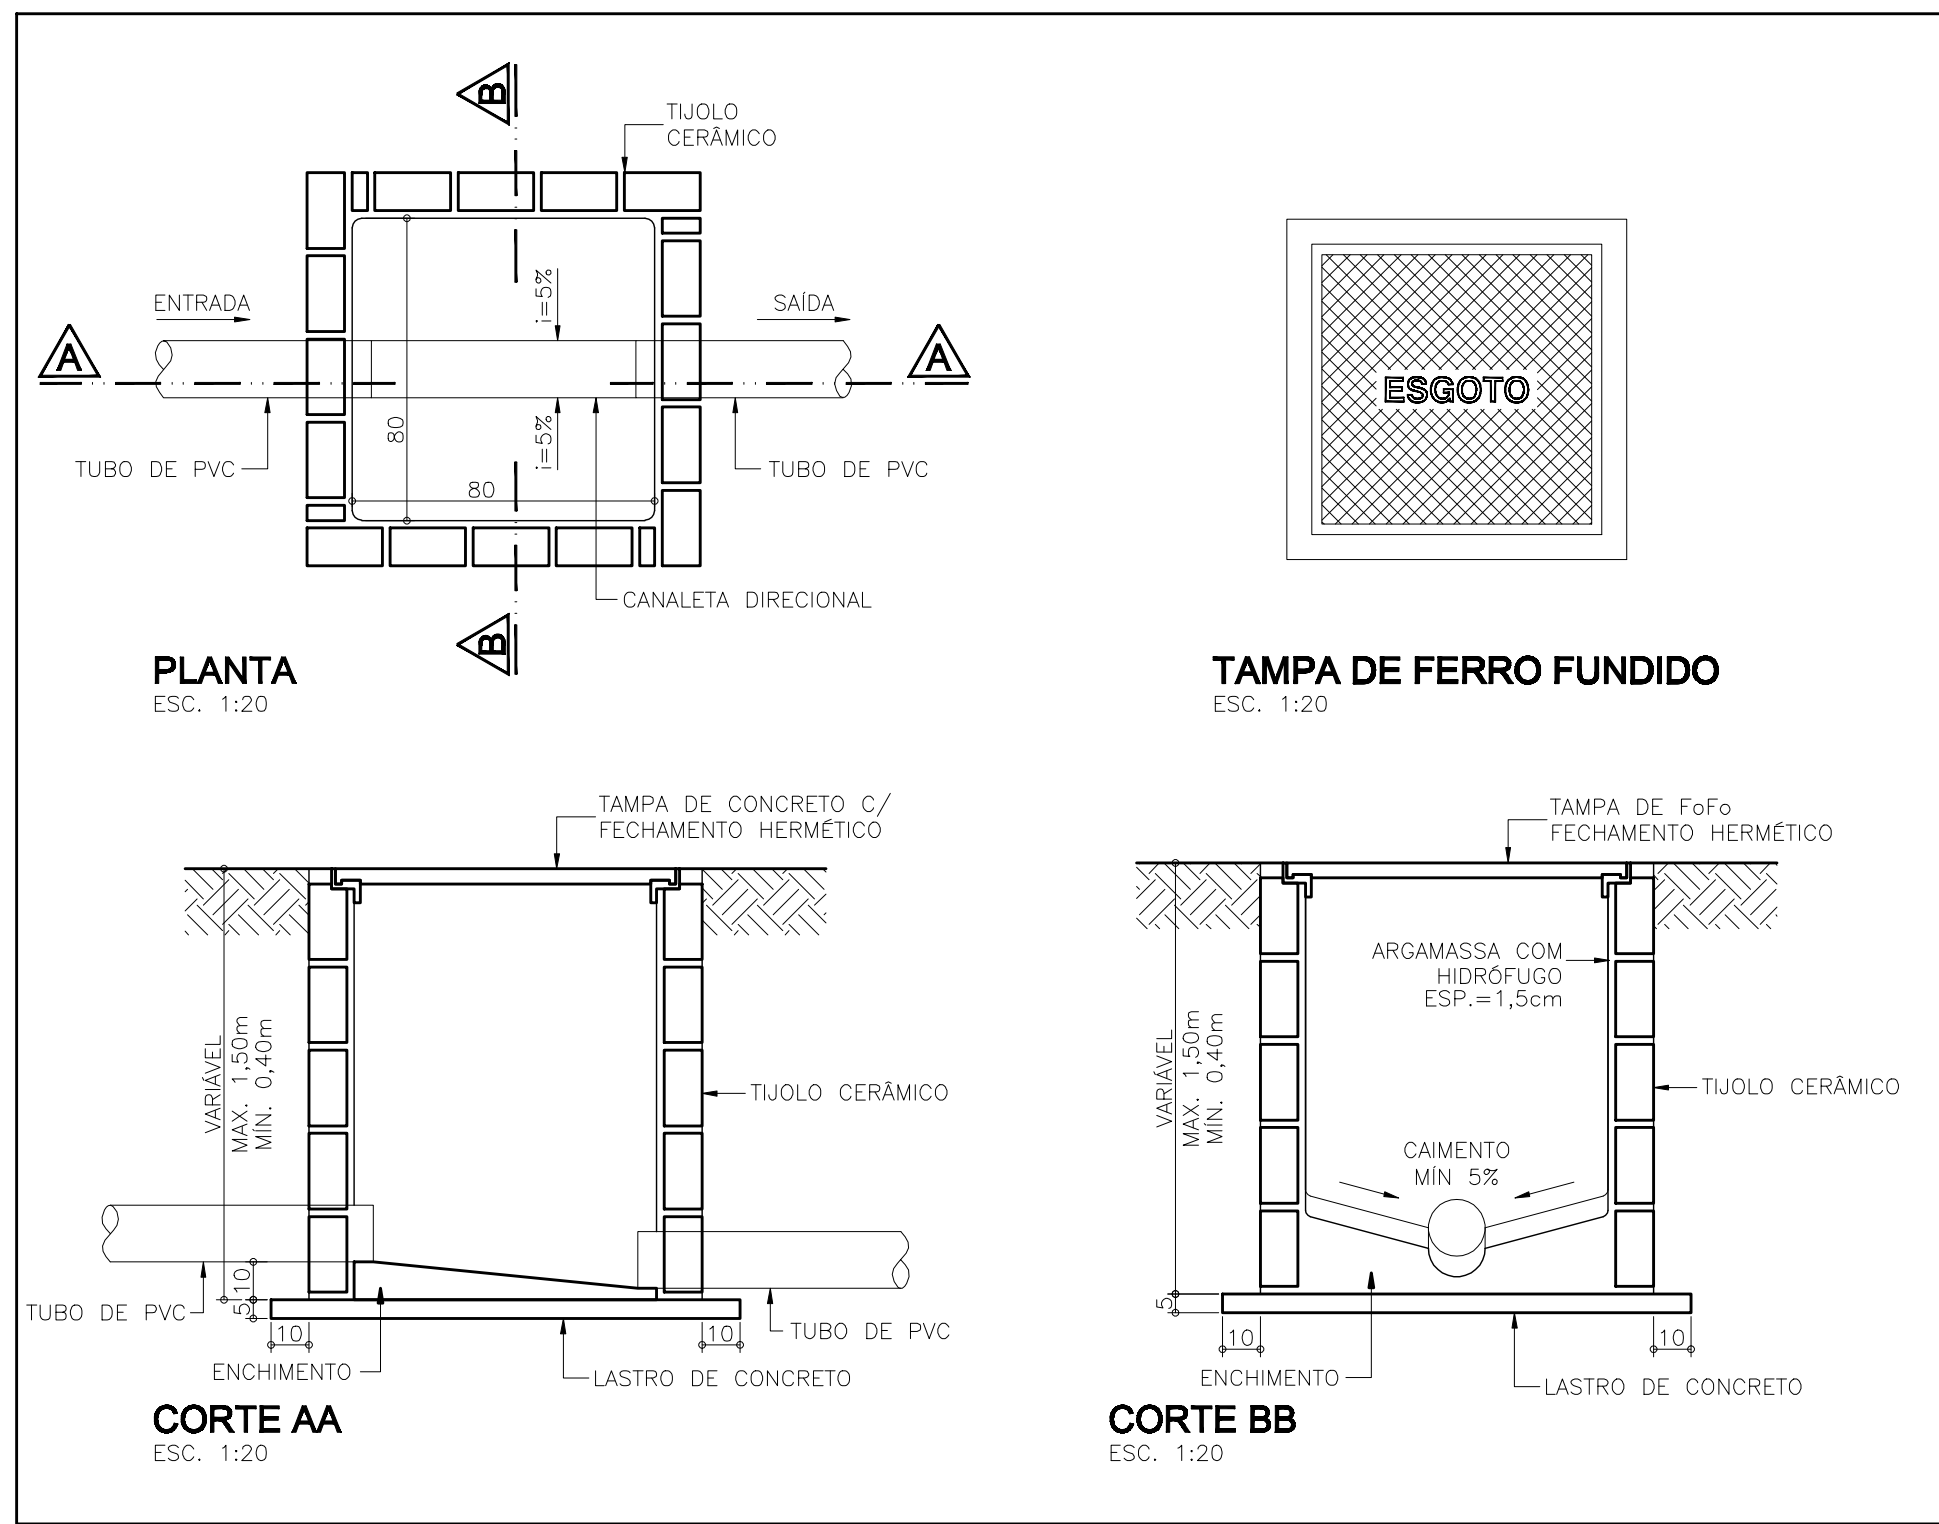 B
TIJOLO
CERÂMICO
ENTRADA
SAÍDA
i=5%
A
A
ESGOTO
80
i=5%
TUBO DE PVC
TUBO DE PVC
80
CANALETA DIRECIONAL
B
PLANTA
ESC. 1:20
TAMPA DE FERRO FUNDIDO
ESC. 1:20
TAMPA DE CONCRETO C/
FECHAMENTO HERMÉTICO
VARIÁVEL
MAX. 1,50m
MÍN. 0,40m
TIJOLO CERÂMICO
10
5
TUBO DE PVC
TUBO DE PVC
10
10
ENCHIMENTO
LASTRO DE CONCRETO
CORTE AA
ESC. 1:20
TAMPA DE FoFo
FECHAMENTO HERMÉTICO
ARGAMASSA COM
HIDRÓFUGO
ESP.=1,5cm
VARIÁVEL
MAX. 1,50m
MÍN. 0,40m
TIJOLO CERÂMICO
CAIMENTO
MÍN 5%
5
10
10
ENCHIMENTO
LASTRO DE CONCRETO
CORTE BB
ESC. 1:20